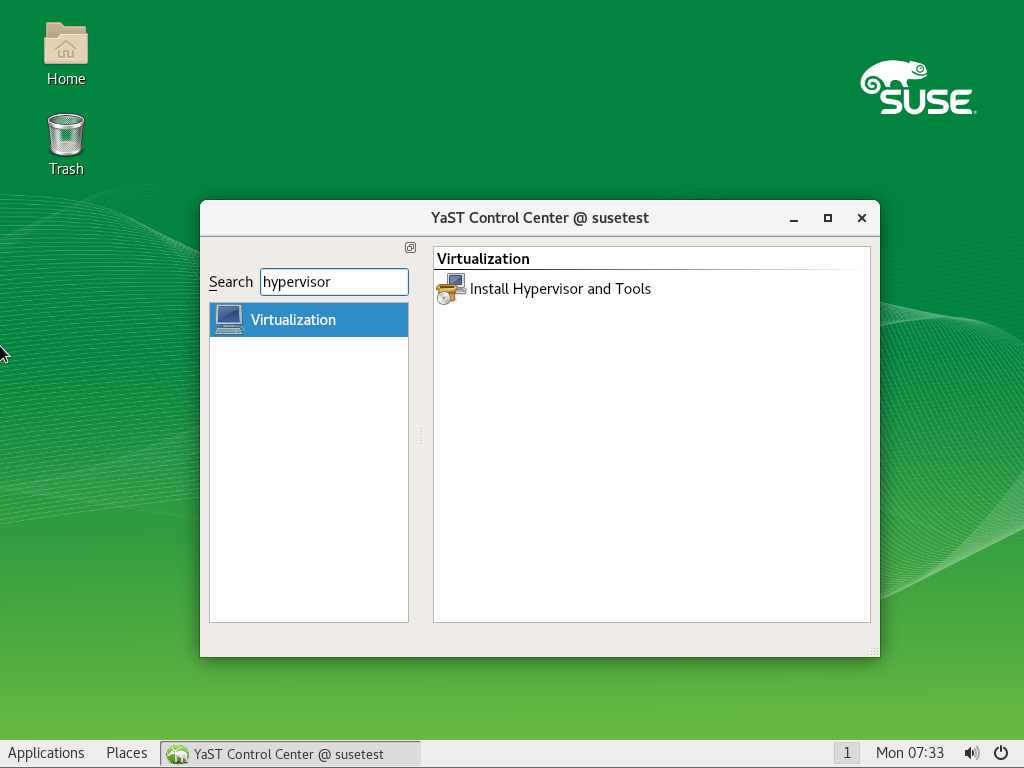 Home
SUSE
Trash
YaST Control Center @ susetest
Virtualization
Search hypervisor
Install Hypervisor and Tools
Virtualization
Applications Places YaST Control Center @ susetest 1 Mon 07:33